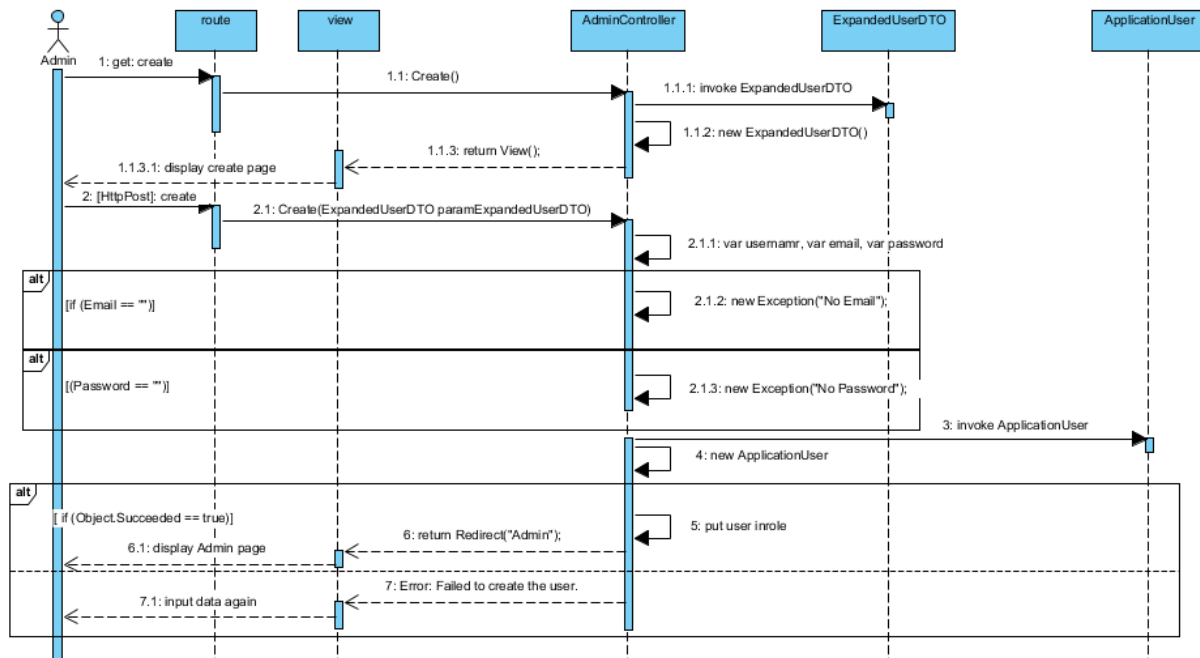 route
view
AdminController
ExpandedUserDTO
ApplicationUser
Admin
1: get: create
1.1: Create()
1.1.1: invoke ExpandedUserDTO
1.1.2: new ExpandedUserDTO()
1.1.3: return View();
1.1.3.1: display create page
2: [HttpPost]: create
2.1: Create(ExpandedUserDTO paramExpandedUserDTO)
2.1.1: var usernamr, var email, var password
alt
[if (Email == "")]
2.1.2: new Exception("No Email");
alt
[(Password == "")]
2.1.3: new Exception("No Password");
3: invoke ApplicationUser
4: new ApplicationUser
alt
[ if (Object.Succeeded == true)]
5: put user inrole
6: return Redirect("Admin");
6.1: display Admin page
7: Error: Failed to create the user.
7.1: input data again